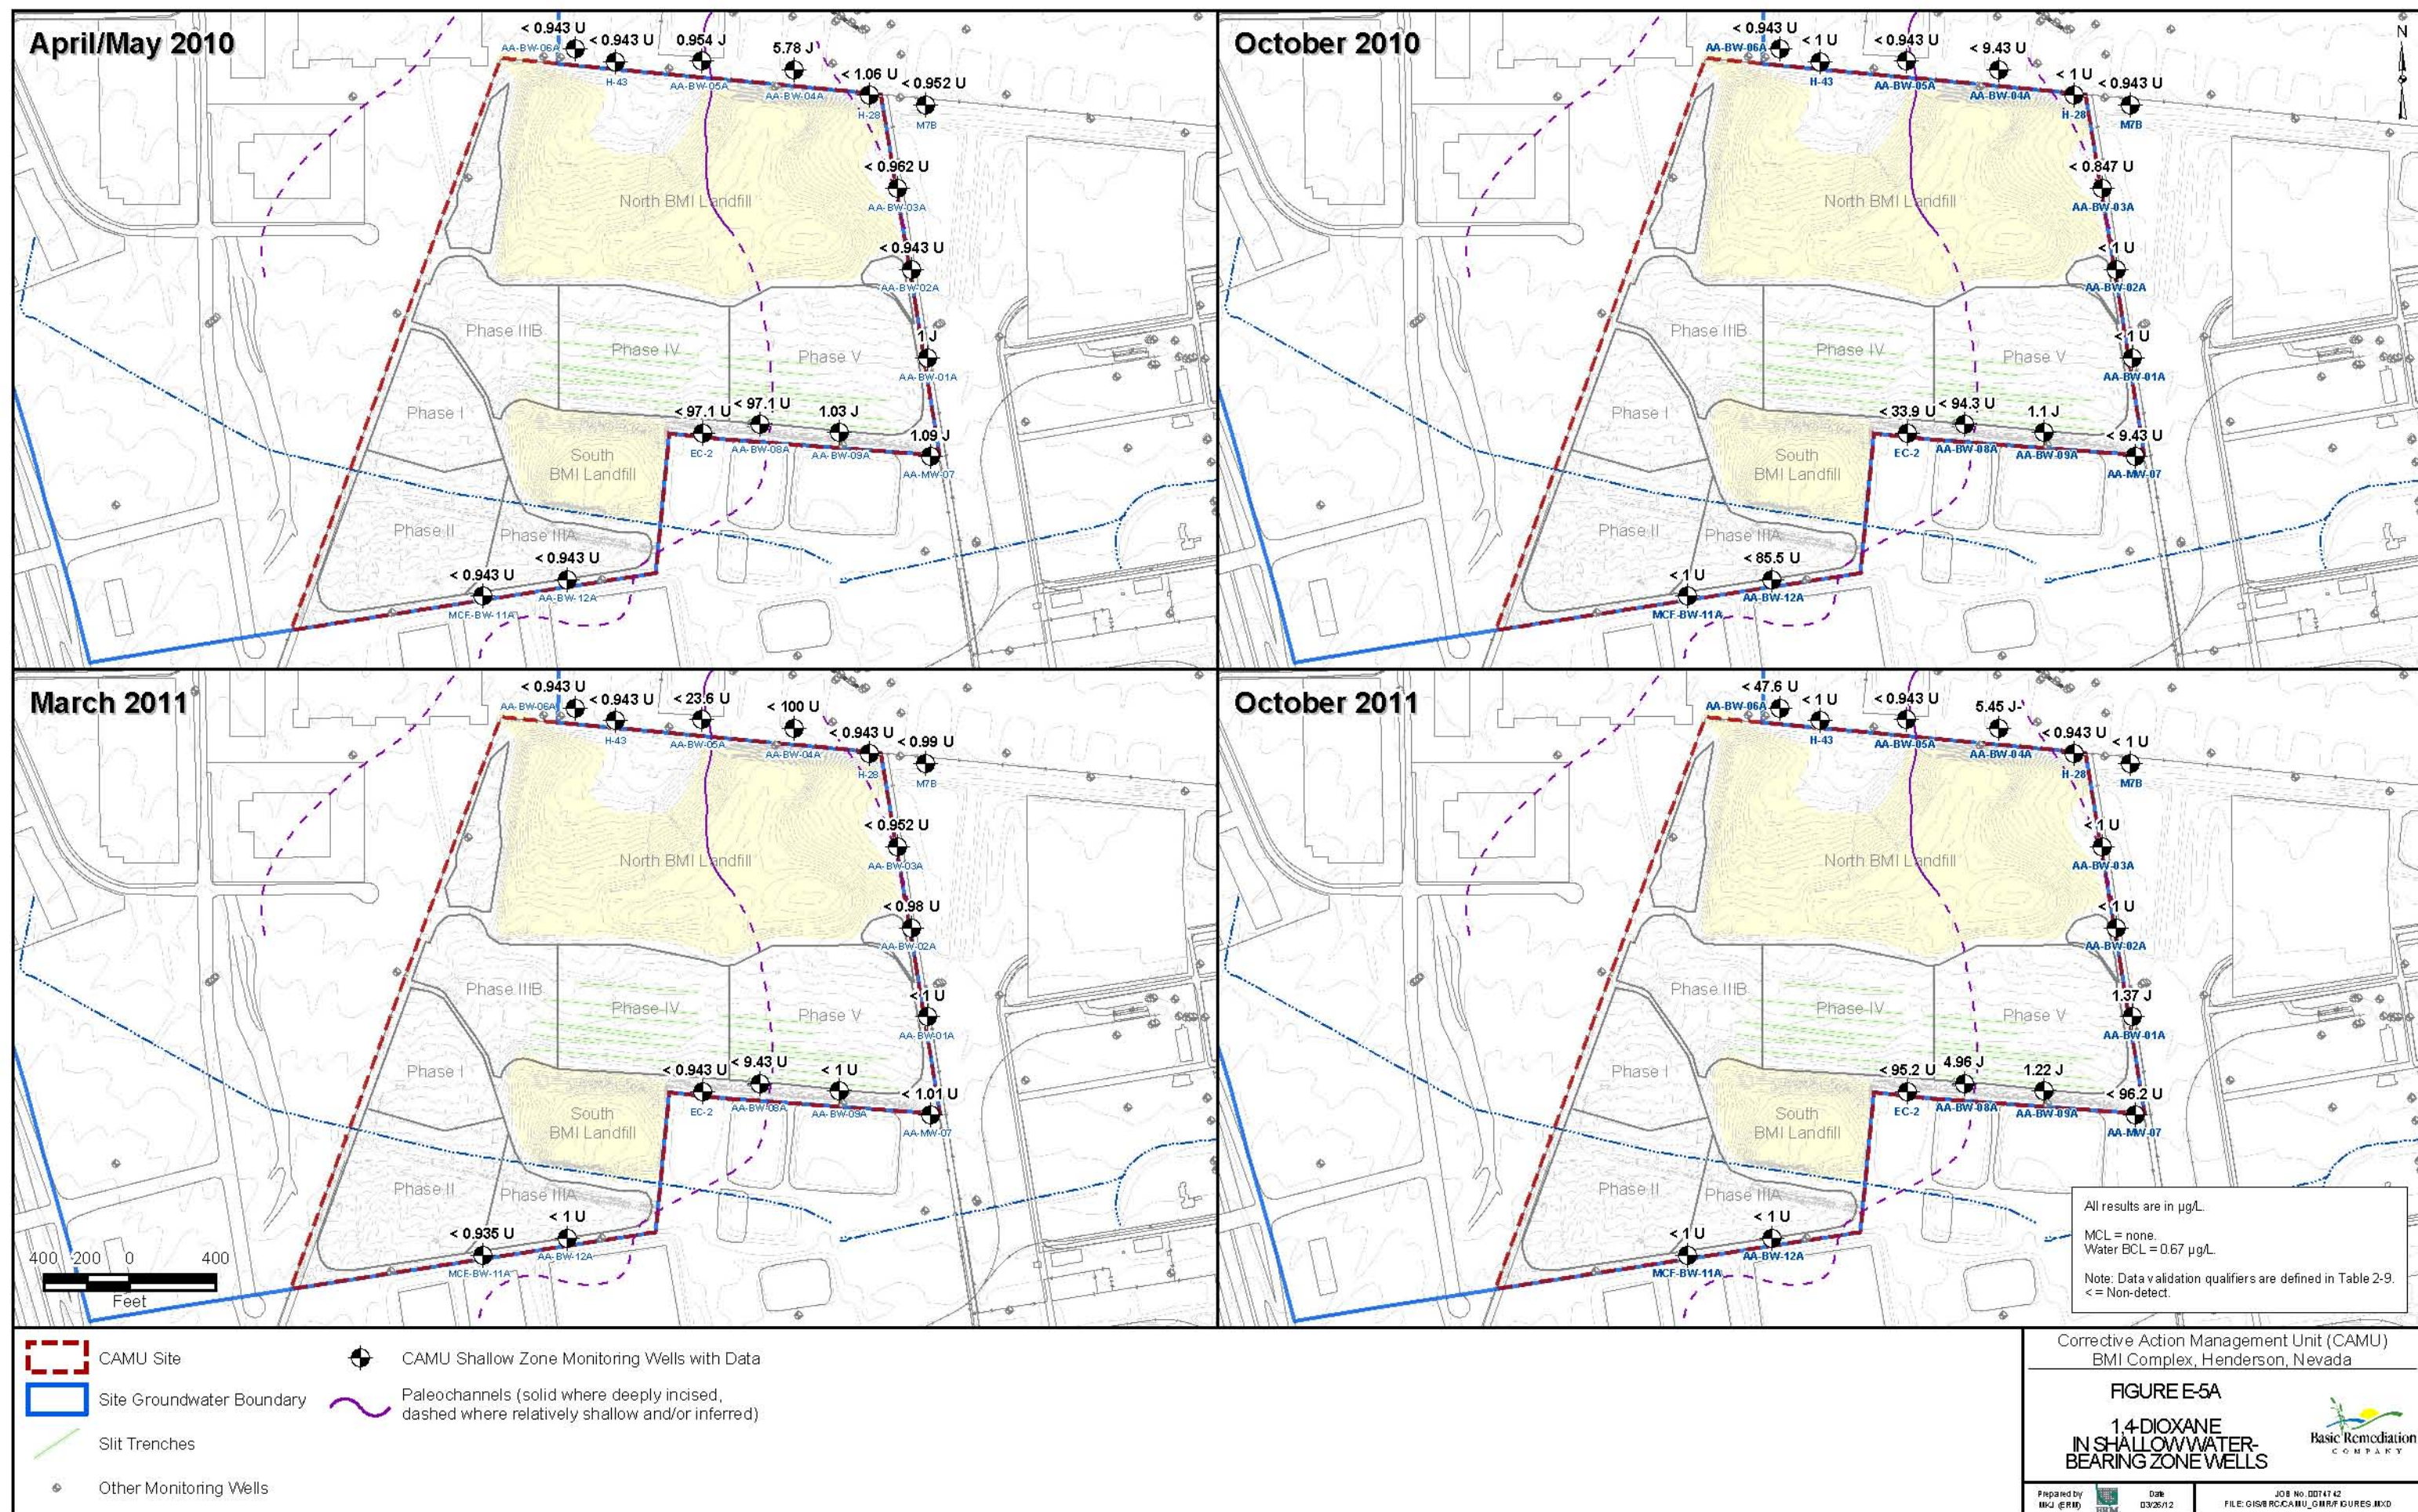 April/May 2010
< 0.943 U
AA-BW-06A
< 0.943 U
H-43
0.954 J
AA-BW-05A
5.78 J
AA-BW-04A
< 1.06 U
H-28
< 0.952 U
M7B
< 0.962 U
AA-BW-03A
North BMI Landfill
< 0.943 U
AA-BW-02A
Phase IIIB
Phase IV
Phase V
1 J
AA-BW-01A
Phase I
< 97.1 U
EC-2
< 97.1 U
AA-BW-08A
1.03 J
AA-BW-09A
1.09 J
AA-MW-07
South
BMI Landfill
Phase II
Phase IIIA
< 0.943 U
MCF-BW-11A
< 0.943 U
AA-BW-12A
October 2010
N
< 0.943 U
AA-BW-06A
< 1 U
H-43
< 0.943 U
AA-BW-05A
< 9.43 U
AA-BW-04A
< 1 U
H-28
< 0.943 U
M7B
< 0.847 U
AA-BW-03A
North BMI Landfill
< 1 U
AA-BW-02A
Phase IIIB
Phase IV
Phase V
< 1 U
AA-BW-01A
Phase I
< 33.9 U
EC-2
< 94.3 U
AA-BW-08A
1.1 J
AA-BW-09A
< 9.43 U
AA-MW-07
South
BMI Landfill
Phase II
Phase IIIA
< 1 U
MCF-BW-11A
< 85.5 U
AA-BW-12A
March 2011
< 0.943 U
AA-BW-06A
< 0.943 U
H-43
< 23.6 U
AA-BW-05A
< 100 U
AA-BW-04A
< 0.943 U
H-28
< 0.99 U
M7B
< 0.952 U
AA-BW-03A
North BMI Landfill
< 0.98 U
AA-BW-02A
Phase IIIB
Phase IV
Phase V
< 1 U
AA-BW-01A
Phase I
< 0.943 U
EC-2
< 9.43 U
AA-BW-08A
< 1 U
AA-BW-09A
< 1.01 U
AA-MW-07
South
BMI Landfill
Phase II
Phase IIIA
< 0.935 U
MCF-BW-11A
< 1 U
AA-BW-12A
400 200 0 400
Feet
October 2011
< 47.6 U
AA-BW-06A
< 1 U
H-43
< 0.943 U
AA-BW-05A
5.45 J-
AA-BW-04A
< 0.943 U
H-28
< 1 U
M7B
< 1 U
AA-BW-03A
North BMI Landfill
< 1 U
AA-BW-02A
Phase IIIB
Phase IV
Phase V
1.37 J
AA-BW-01A
Phase I
< 95.2 U
EC-2
4.96 J
AA-BW-08A
1.22 J
AA-BW-09A
< 96.2 U
AA-MW-07
South
BMI Landfill
Phase II
Phase IIIA
< 1 U
MCF-BW-11A
< 1 U
AA-BW-12A
All results are in µg/L.
MCL = none.
Water BCL = 0.67 µg/L.
Note: Data validation qualifiers are defined in Table 2-9.
< = Non-detect.
CAMU Site
Site Groundwater Boundary
Slit Trenches
Other Monitoring Wells
CAMU Shallow Zone Monitoring Wells with Data
Paleochannels (solid where deeply incised,
dashed where relatively shallow and/or inferred)
Corrective Action Management Unit (CAMU)
BMI Complex, Henderson, Nevada
FIGURE E-5A
1,4-DIOXANE
IN SHALLOW WATER-
BEARING ZONE WELLS
Basic Remediation
COMPANY
Prepared by
MKJ (ERM)
ERM
Date
03/26/12
JOB No. 0074742
FILE: GIS/BRC/CAMU_GMR/FIGURES.MXD